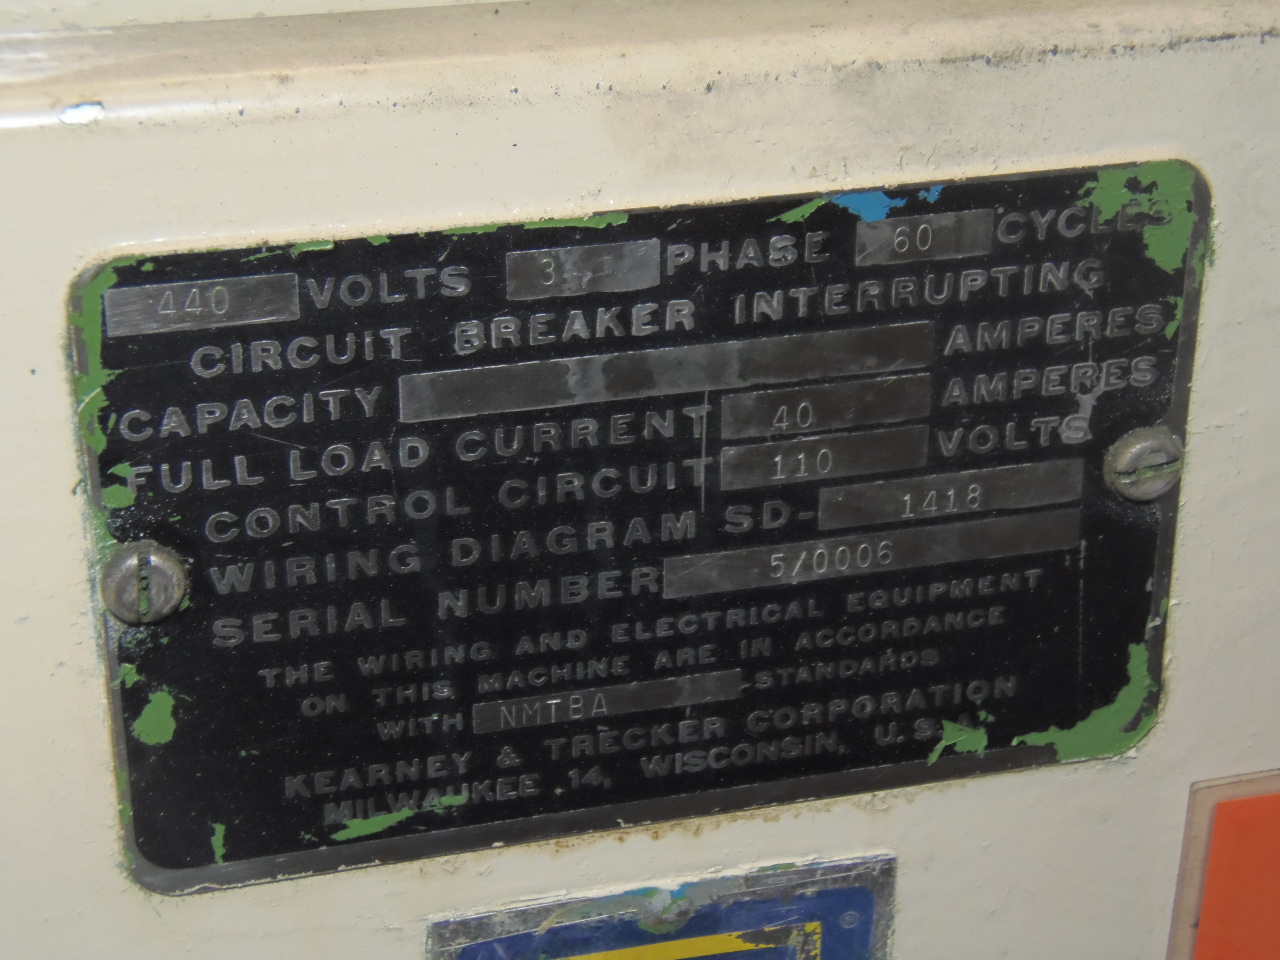 440 VOLTS 3 PHASE 60 CYCLES
CIRCUIT BREAKER INTERRUPTING
CAPACITY AMPERES
FULL LOAD CURRENT 40 AMPERES
CONTROL CIRCUIT 110 VOLTS
WIRING DIAGRAM SD- 1418
SERIAL NUMBER 5/0006
THE WIRING AND ELECTRICAL EQUIPMENT
ON THIS MACHINE ARE IN ACCORDANCE
WITH NMTBA STANDARDS
KEARNEY & TRECKER CORPORATION
MILWAUKEE 14, WISCONSIN, U.S.A.